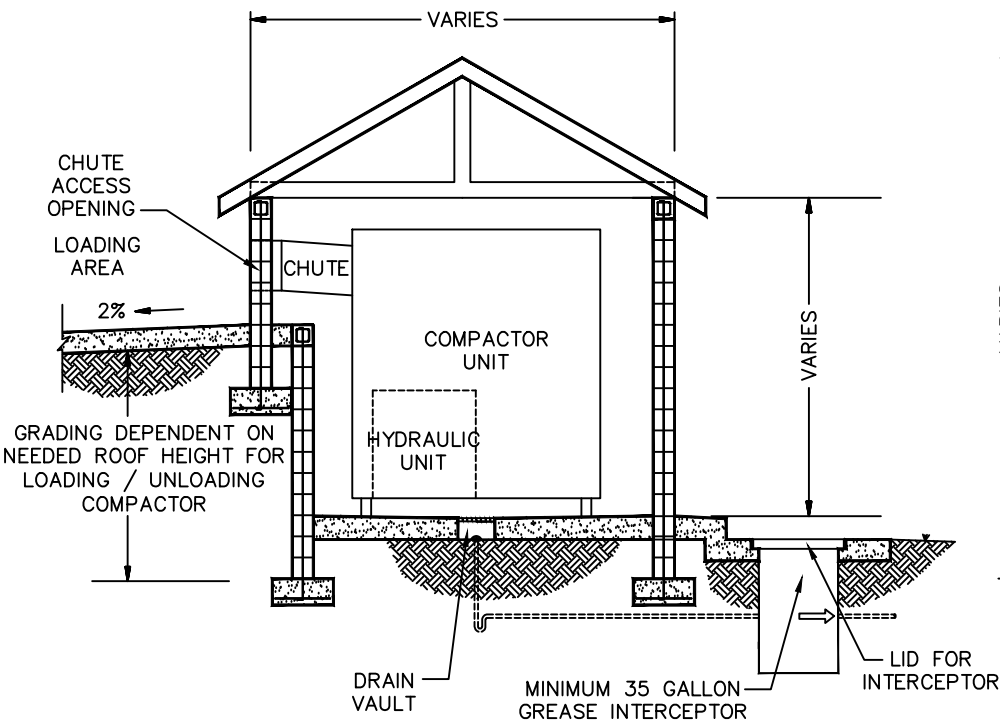 VARIES
CHUTE
ACCESS
OPENING
LOADING
AREA
CHUTE
2%
COMPACTOR
UNIT
VARIES
HYDRAULIC
UNIT
GRADING DEPENDENT ON
NEEDED ROOF HEIGHT FOR
LOADING / UNLOADING
COMPACTOR
DRAIN
VAULT
MINIMUM 35 GALLON
GREASE INTERCEPTOR
LID FOR
INTERCEPTOR